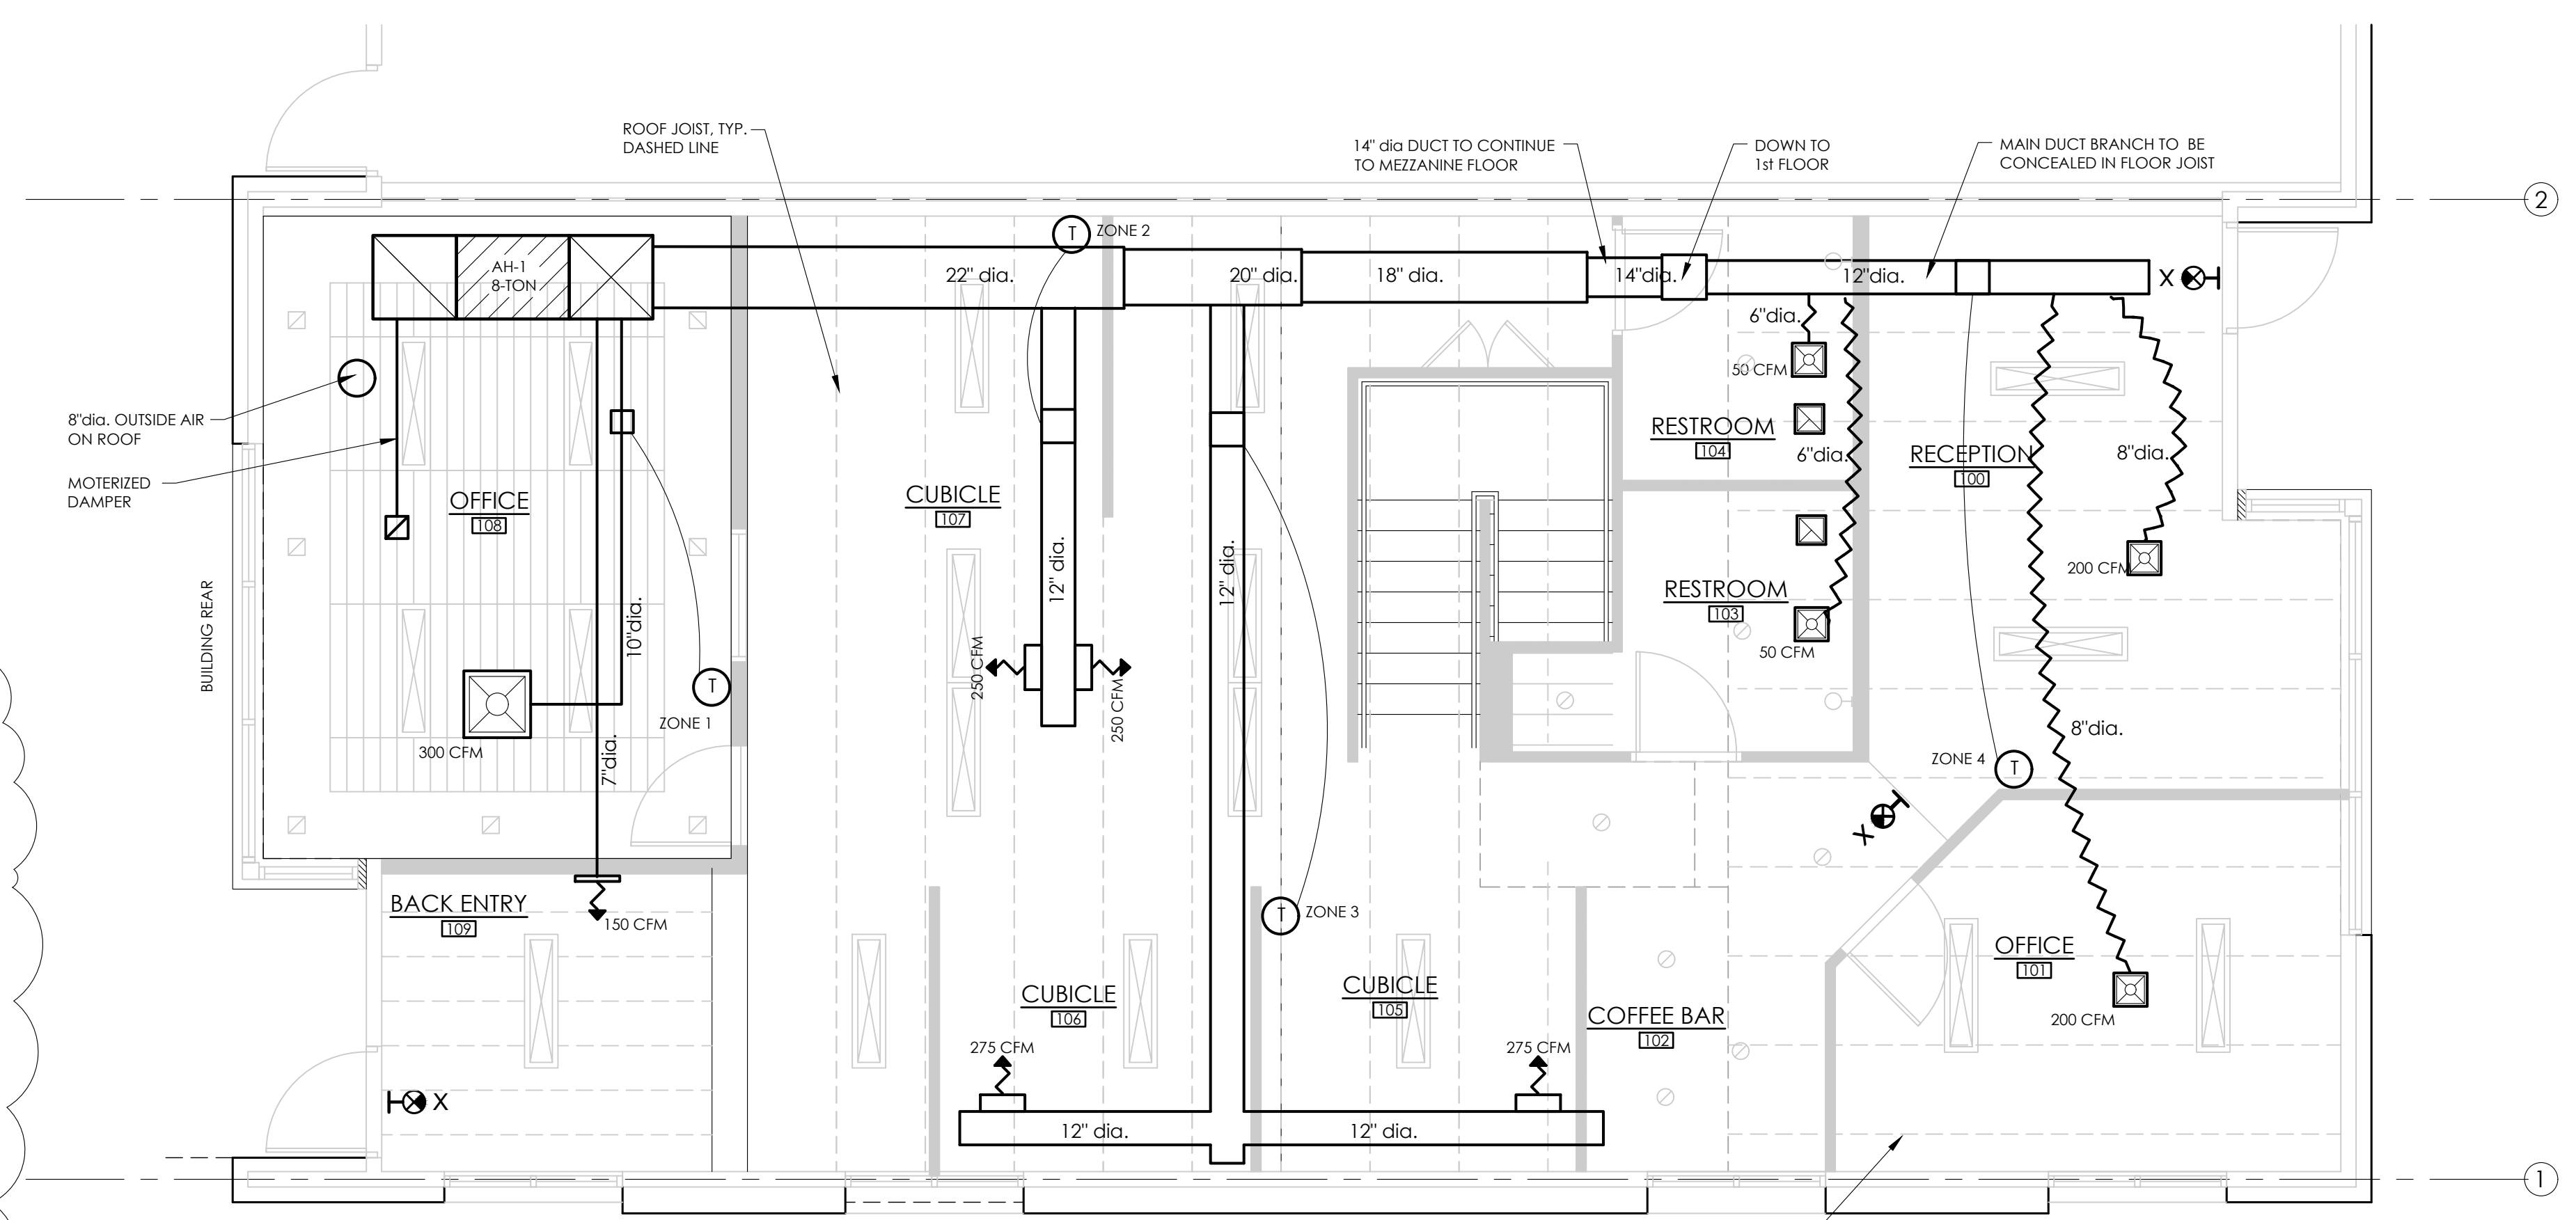 ROOF JOIST, TYP.
DASHED LINE
14" dia DUCT TO CONTINUE
TO MEZZANINE FLOOR
DOWN TO
1st FLOOR
MAIN DUCT BRANCH TO BE
CONCEALED IN FLOOR JOIST
2
T
ZONE 2
AH-1
8-TON
22" dia.
20" dia.
18" dia.
14"dia.
12"dia.
X
6"dia.
50 CFM
8"dia. OUTSIDE AIR
ON ROOF
MOTERIZED
DAMPER
OFFICE
108
CUBICLE
107
RESTROOM
104
6"dia.
RECEPTION
100
8"dia.
200 CFM
BUILDING REAR
10"dia.
12" dia.
12" dia.
RESTROOM
103
50 CFM
250 CFM
250 CFM
T
ZONE 1
300 CFM
7"dia.
8"dia.
ZONE 4
T
X
BACK ENTRY
109
150 CFM
T
ZONE 3
OFFICE
101
200 CFM
CUBICLE
106
CUBICLE
105
COFFEE BAR
102
275 CFM
275 CFM
X
12" dia.
12" dia.
1